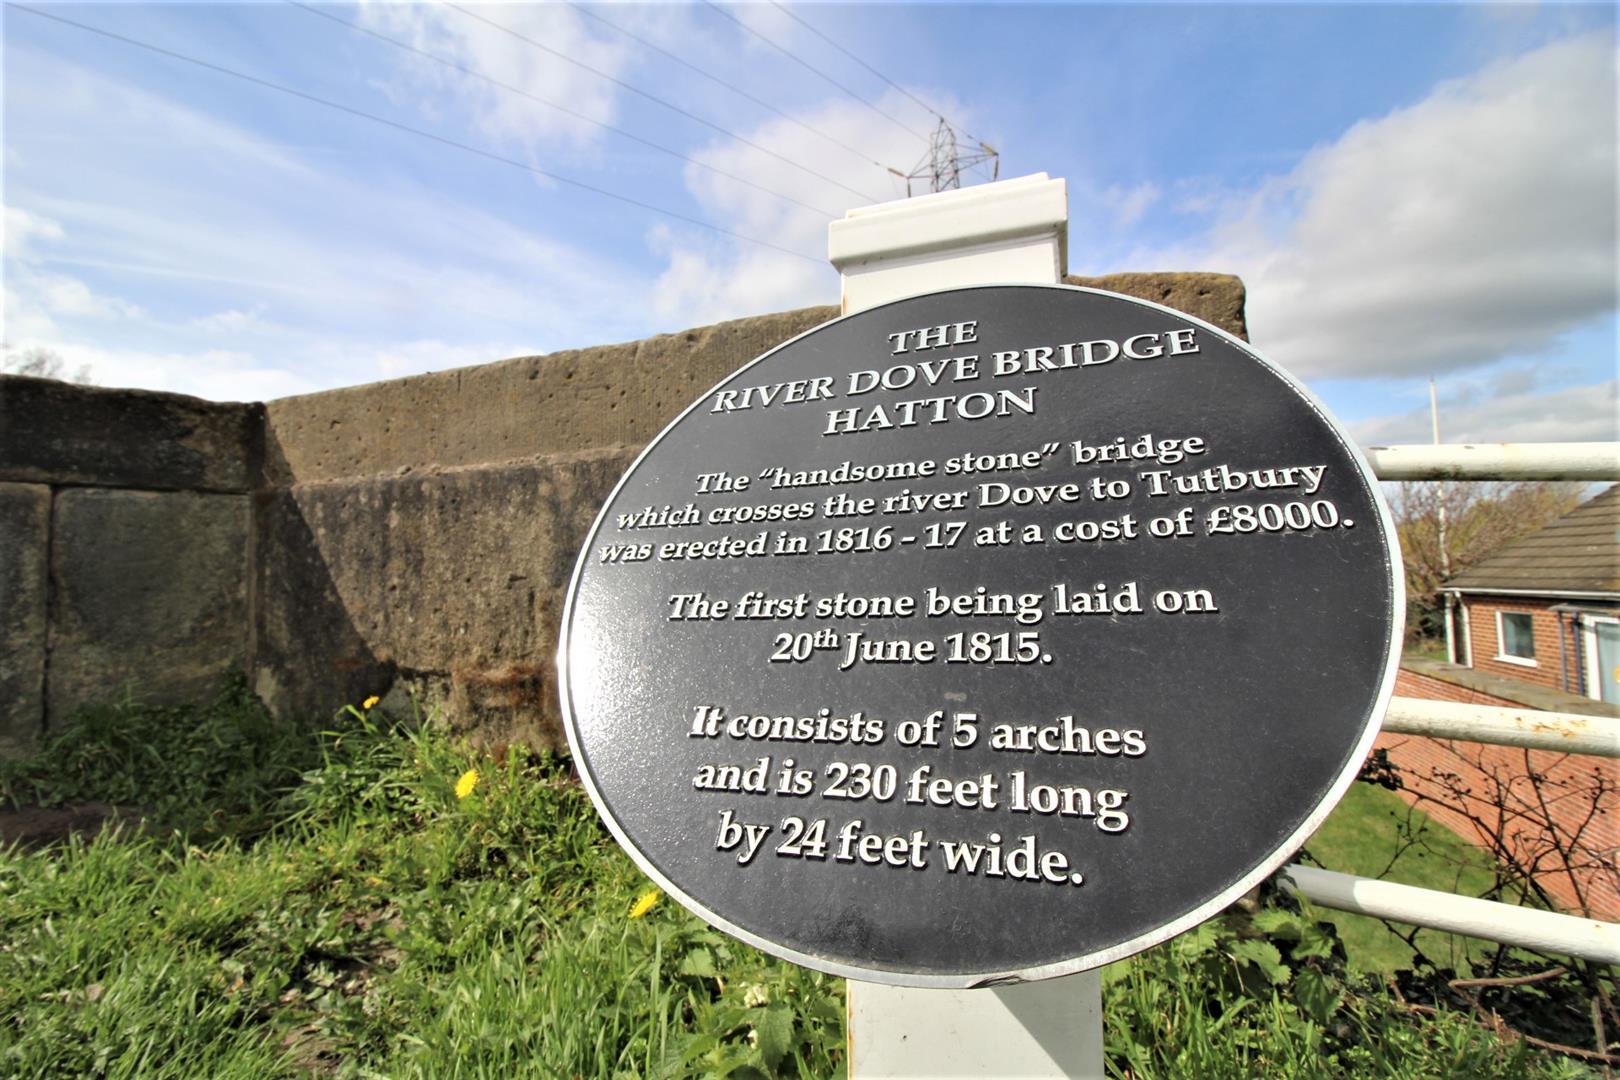 THE
RIVER DOVE BRIDGE
HATTON
The “handsome stone” bridge
which crosses the river Dove to Tutbury
was erected in 1816 - 17 at a cost of £8000.
The first stone being laid on
20th June 1815.
It consists of 5 arches
and is 230 feet long
by 24 feet wide.